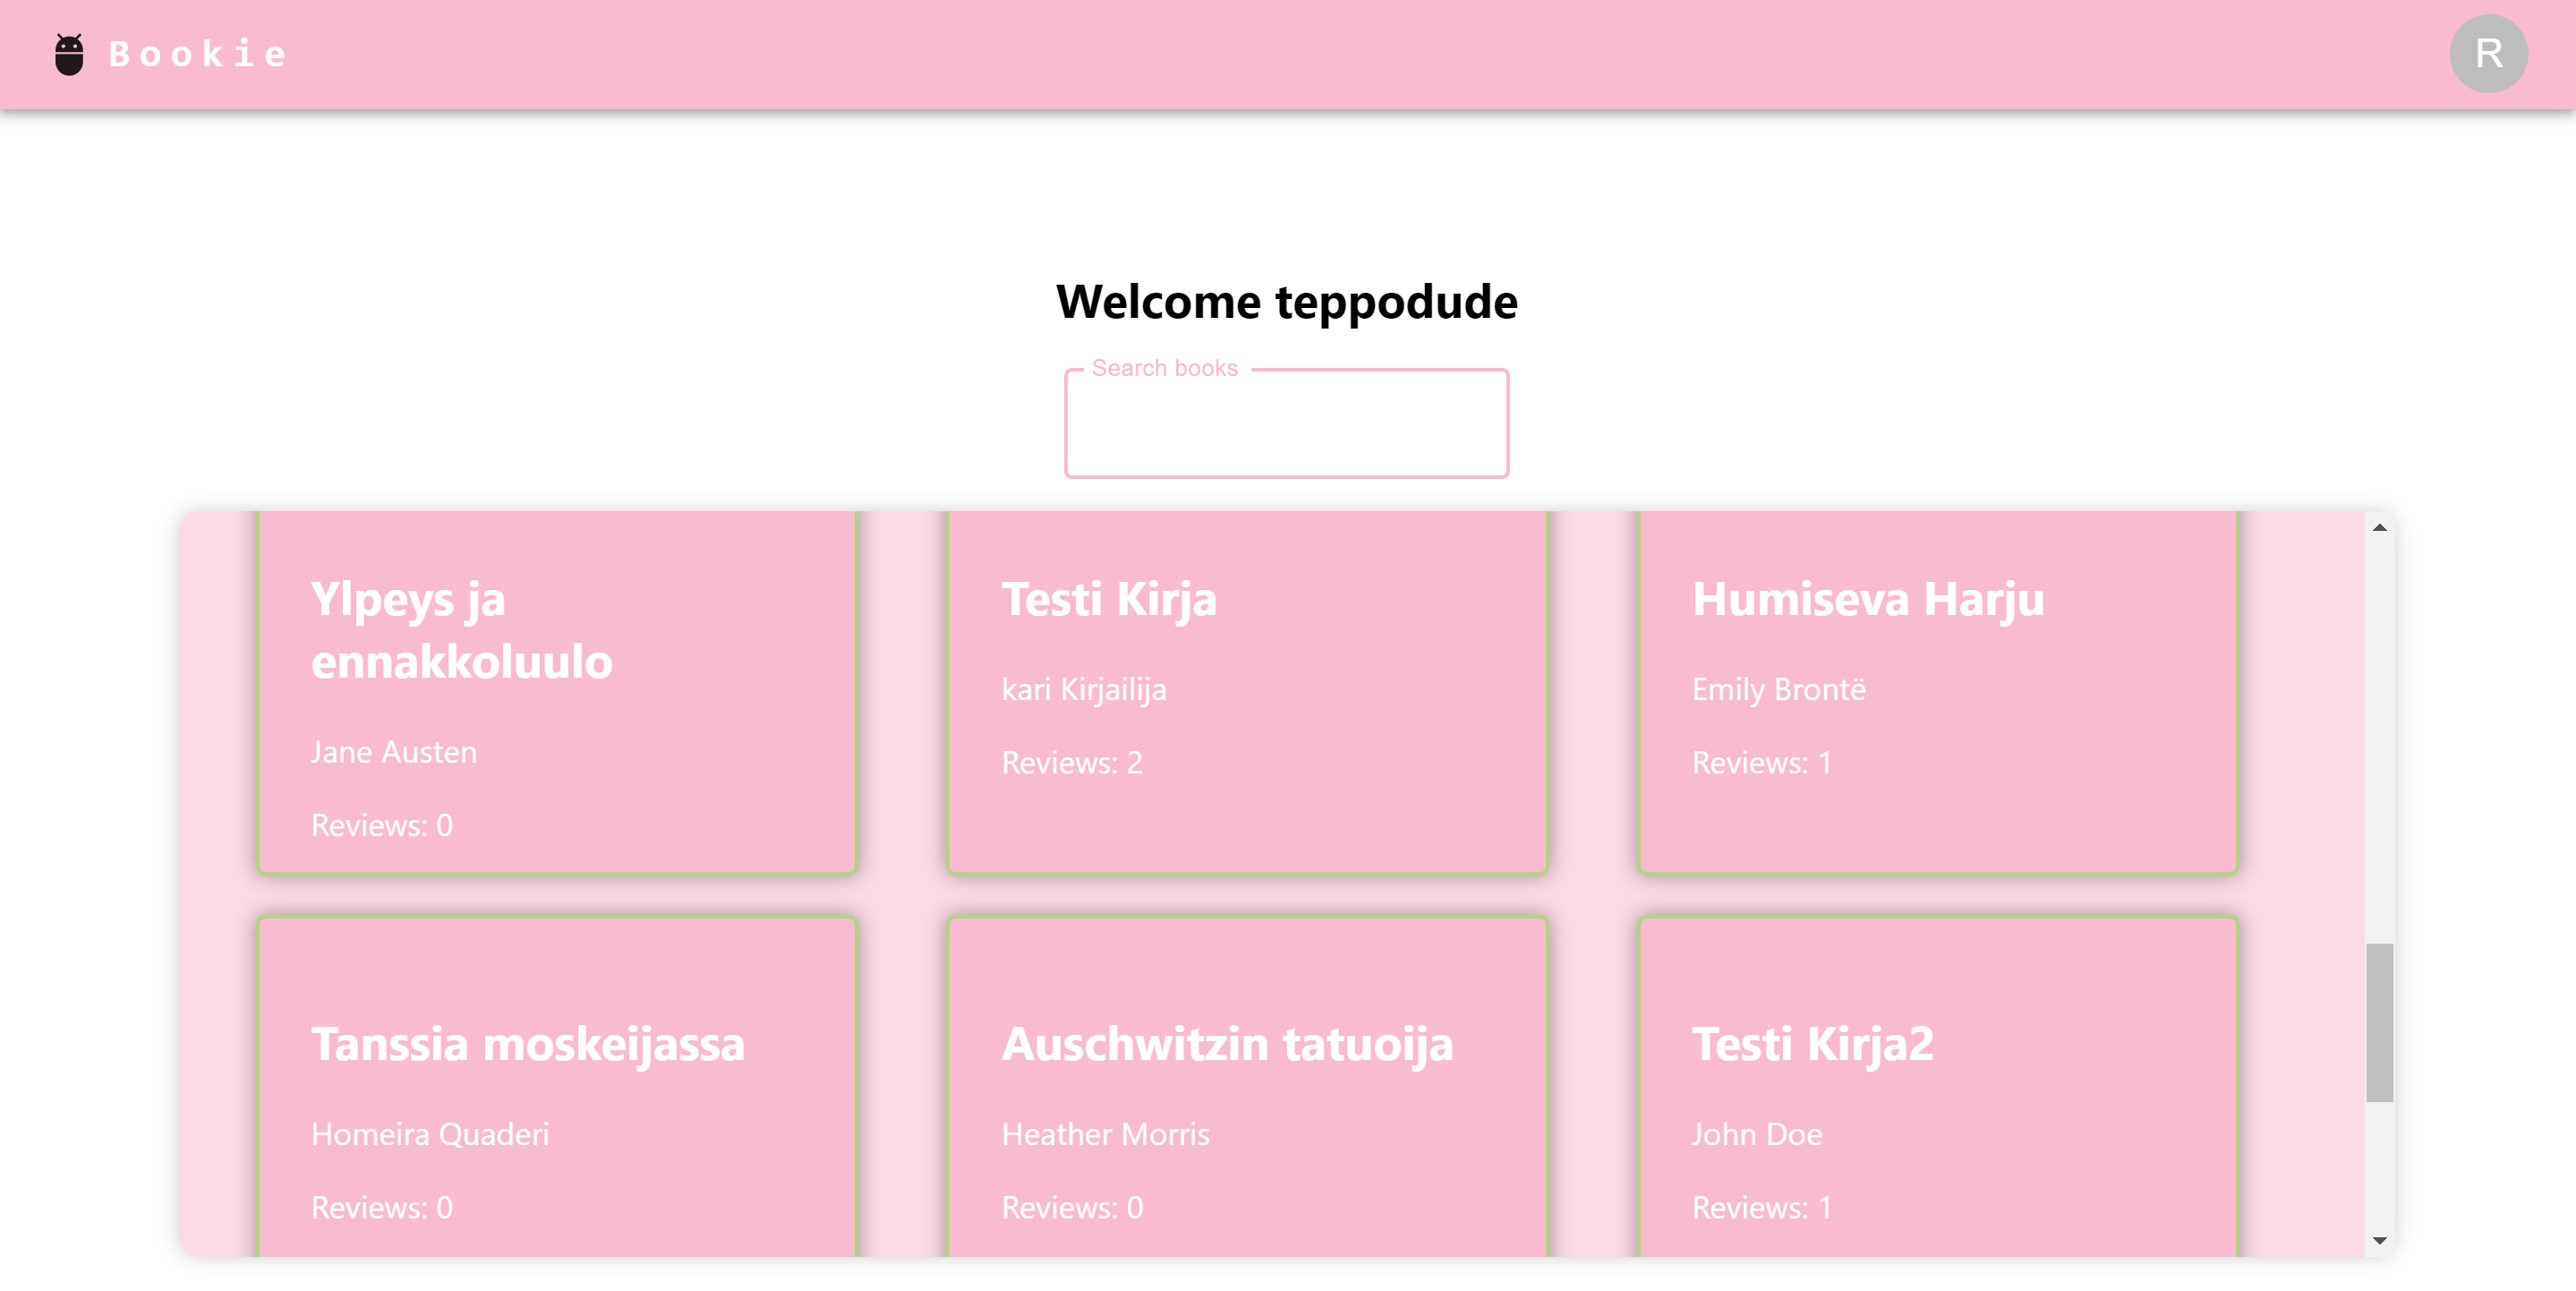 Bookie
R
Welcome teppodude
Search books
Ylpeys ja
ennakkoluulo
Jane Austen
Reviews: 0
Testi Kirja
kari Kirjailija
Reviews: 2
Humiseva Harju
Emily Brontë
Reviews: 1
Tanssia moskeijassa
Homeira Quaderi
Reviews: 0
Auschwitzin tatuoija
Heather Morris
Reviews: 0
Testi Kirja2
John Doe
Reviews: 1